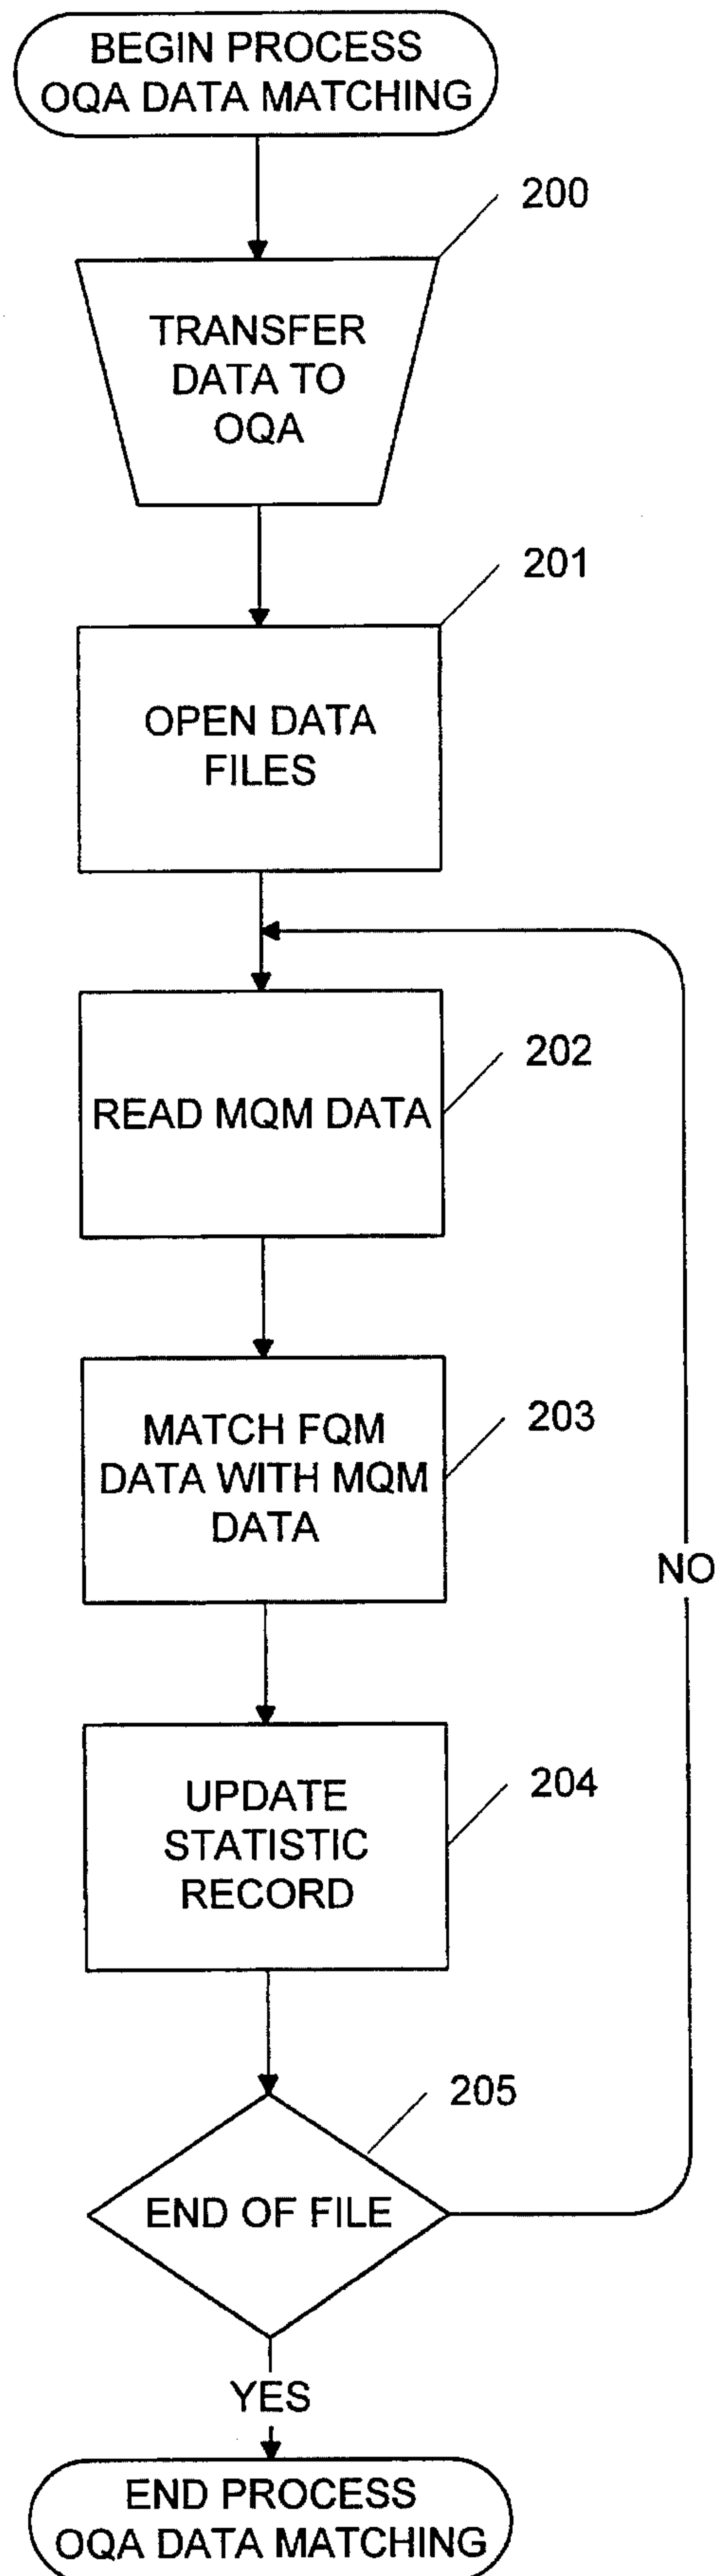 BEGIN PROCESS
OQA DATA MATCHING
200
TRANSFER
DATA TO
OQA
201
OPEN DATA
FILES
202
READ MQM DATA
203
MATCH FQM
DATA WITH MQM
DATA
NO
204
UPDATE
STATISTIC
RECORD
205
END OF FILE
YES
END PROCESS
OQA DATA MATCHING